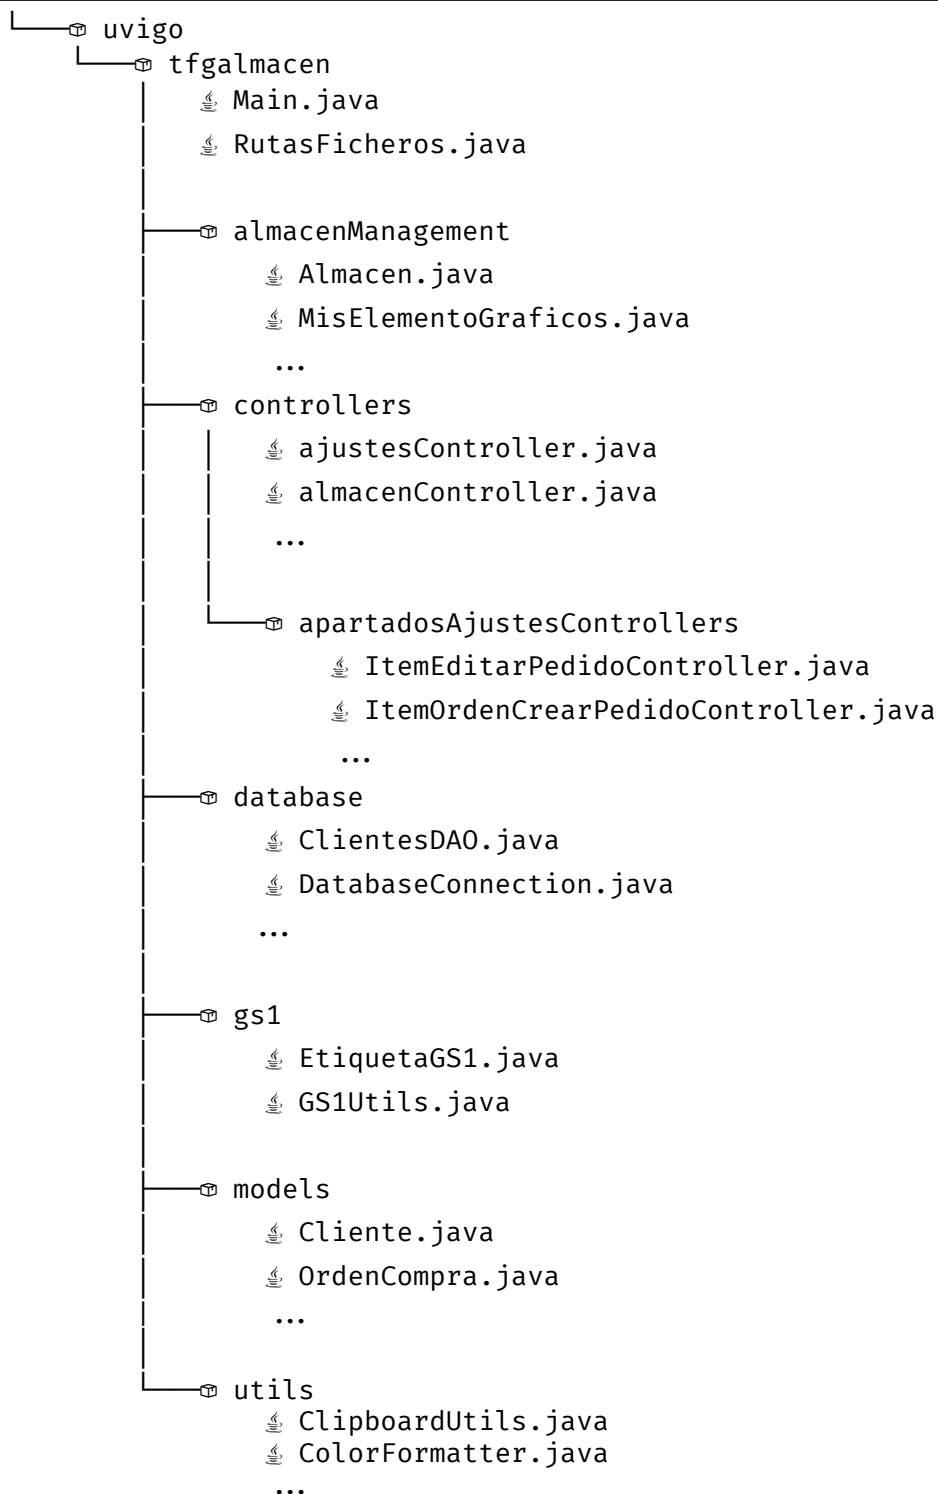 uvigo
tfgalmacen
Main.java
RutasFicheros.java
almacenManagement
Almacen.java
MisElementoGraficos.java
...
controllers
ajustesController.java
almacenController.java
...
apartadosAjustesControllers
ItemEditarPedidoController.java
ItemOrdenCrearPedidoController.java
...
database
ClientesDAO.java
DatabaseConnection.java
...
gs1
EtiquetaGS1.java
GS1Utils.java
models
Cliente.java
OrdenCompra.java
...
utils
ClipboardUtils.java
ColorFormatter.java
...